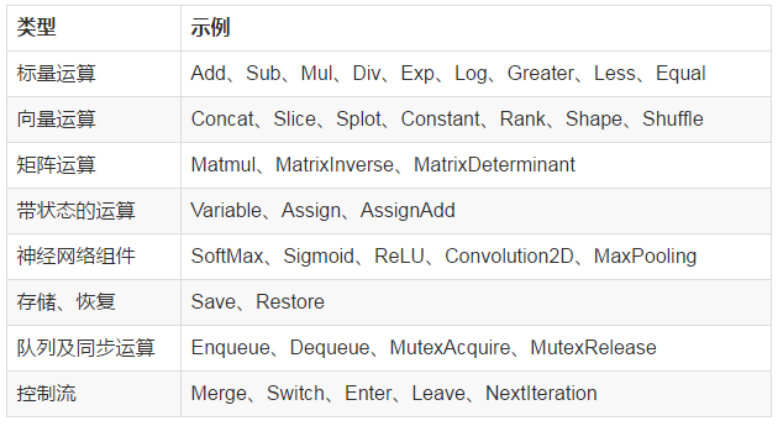 类型 示例
标量运算 Add、Sub、Mul、Div、Exp、Log、Greater、Less、Equal
向量运算 Concat、Slice、Splot、Constant、Rank、Shape、Shuffle
矩阵运算 Matmul、MatrixInverse、MatrixDeterminant
带状态的运算 Variable、Assign、AssignAdd
神经网络组件 SoftMax、Sigmoid、ReLU、Convolution2D、MaxPooling
存储、恢复 Save、Restore
队列及同步运算 Enqueue、Dequeue、MutexAcquire、MutexRelease
控制流 Merge、Switch、Enter、Leave、NextIteration